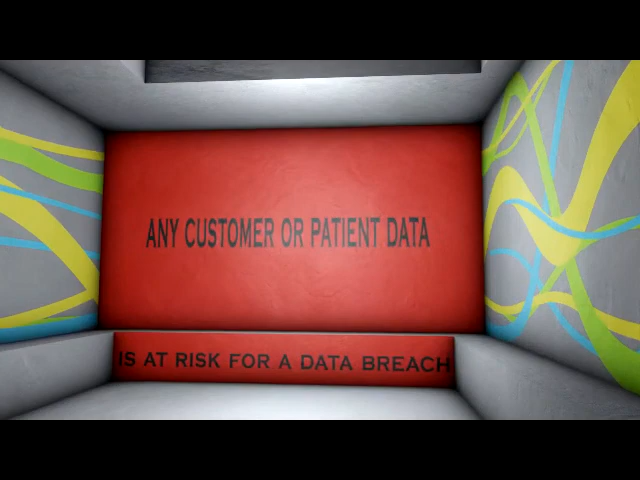 ANY CUSTOMER OR PATIENT DATA
IS AT RISK FOR A DATA BREACH